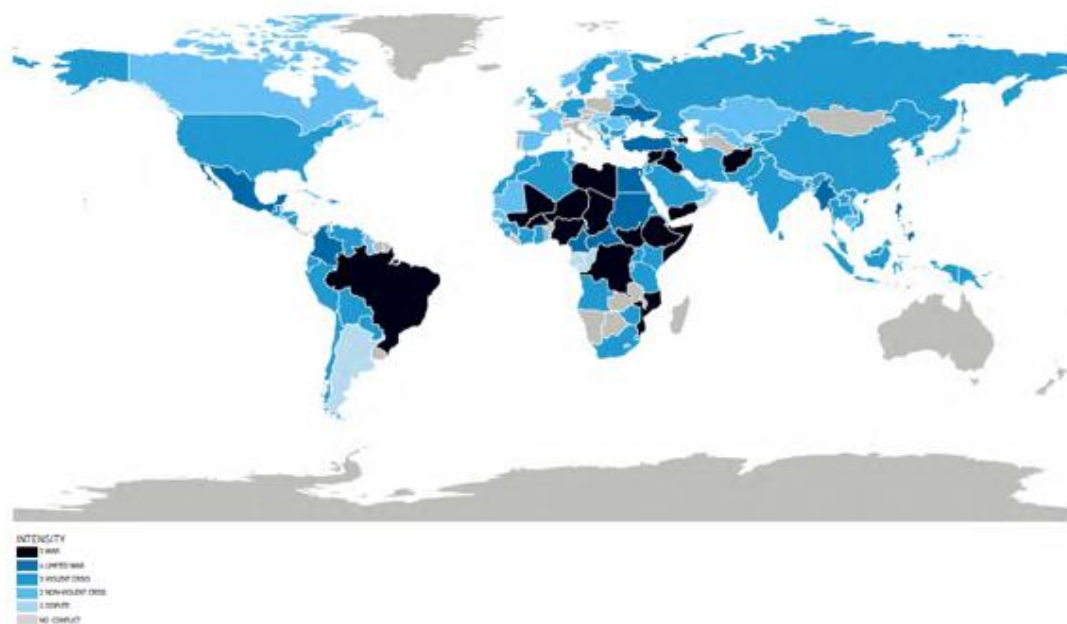 INTENSITY
5 WAR
4 LIMITED WAR
3 VIOLENT CRISIS
2 NON-VIOLENT CRISIS
1 DISPUTE
NO CONFLICT